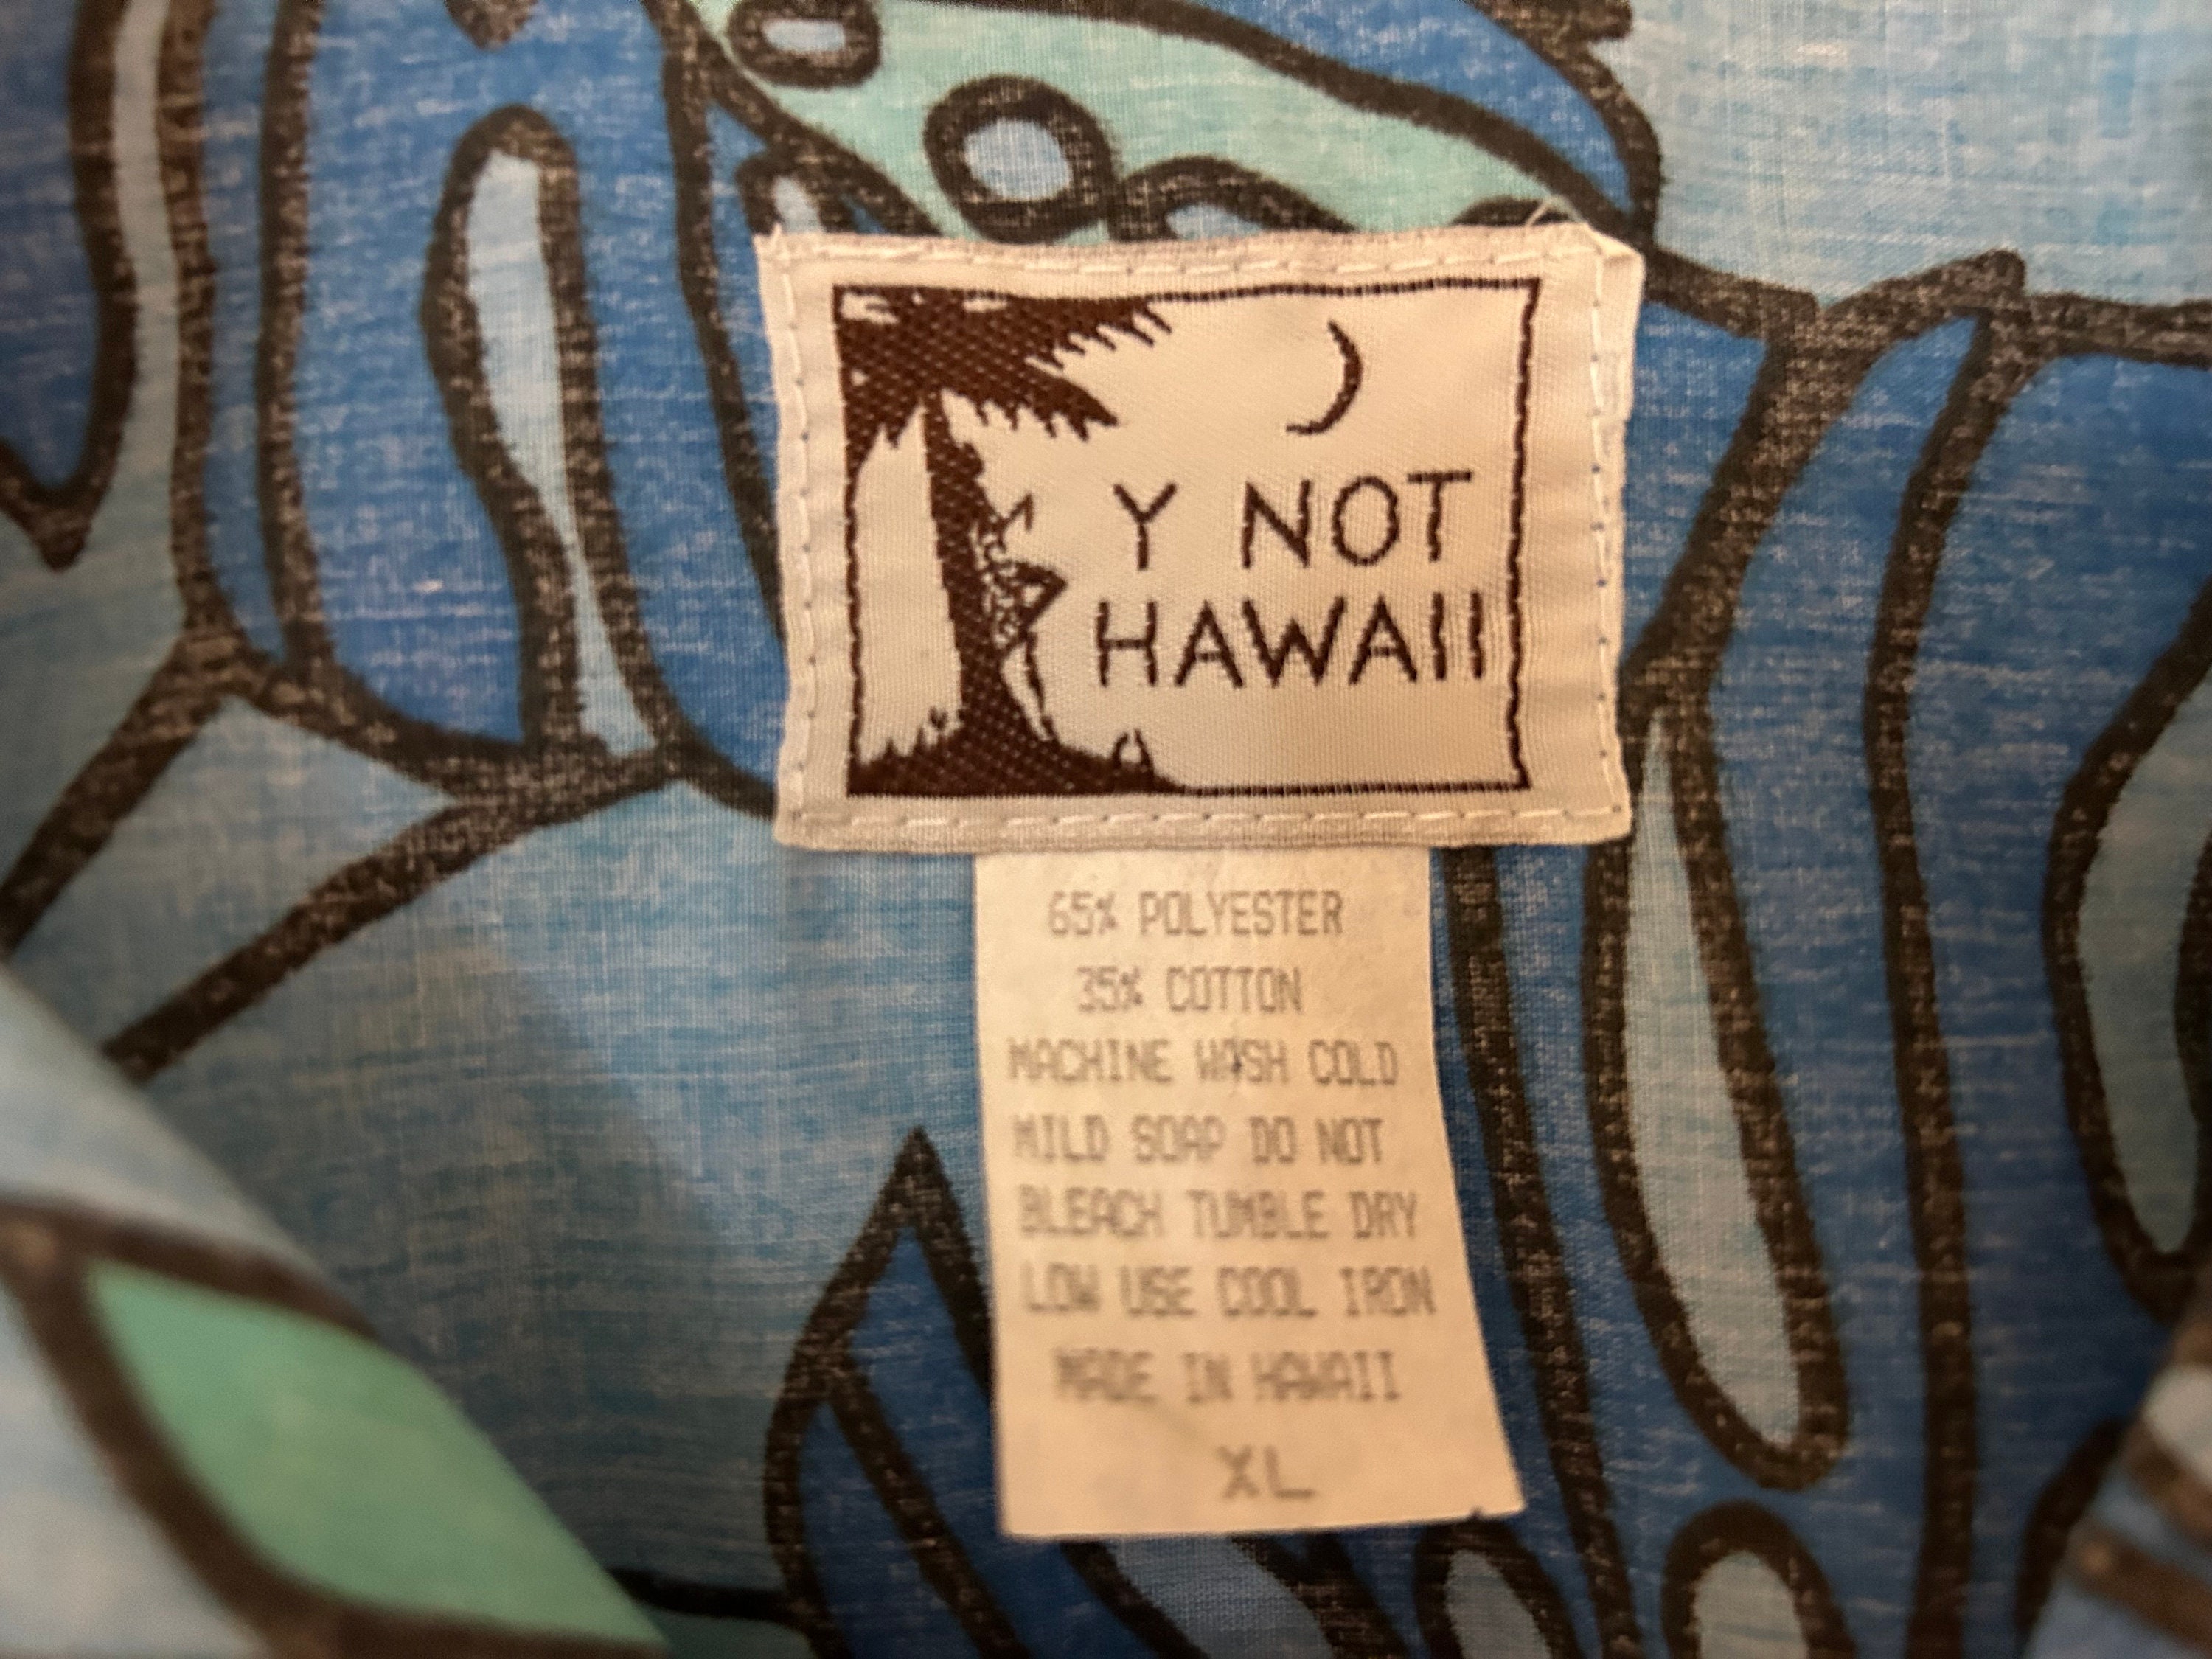 Y NOT
HAWAII
65% POLYESTER
35% COTTON
MACHINE WASH COLD
MILD SOAP DO NOT
BLEACH TUMBLE DRY
LOW USE COOL IRON
MADE IN HAWAII
XL